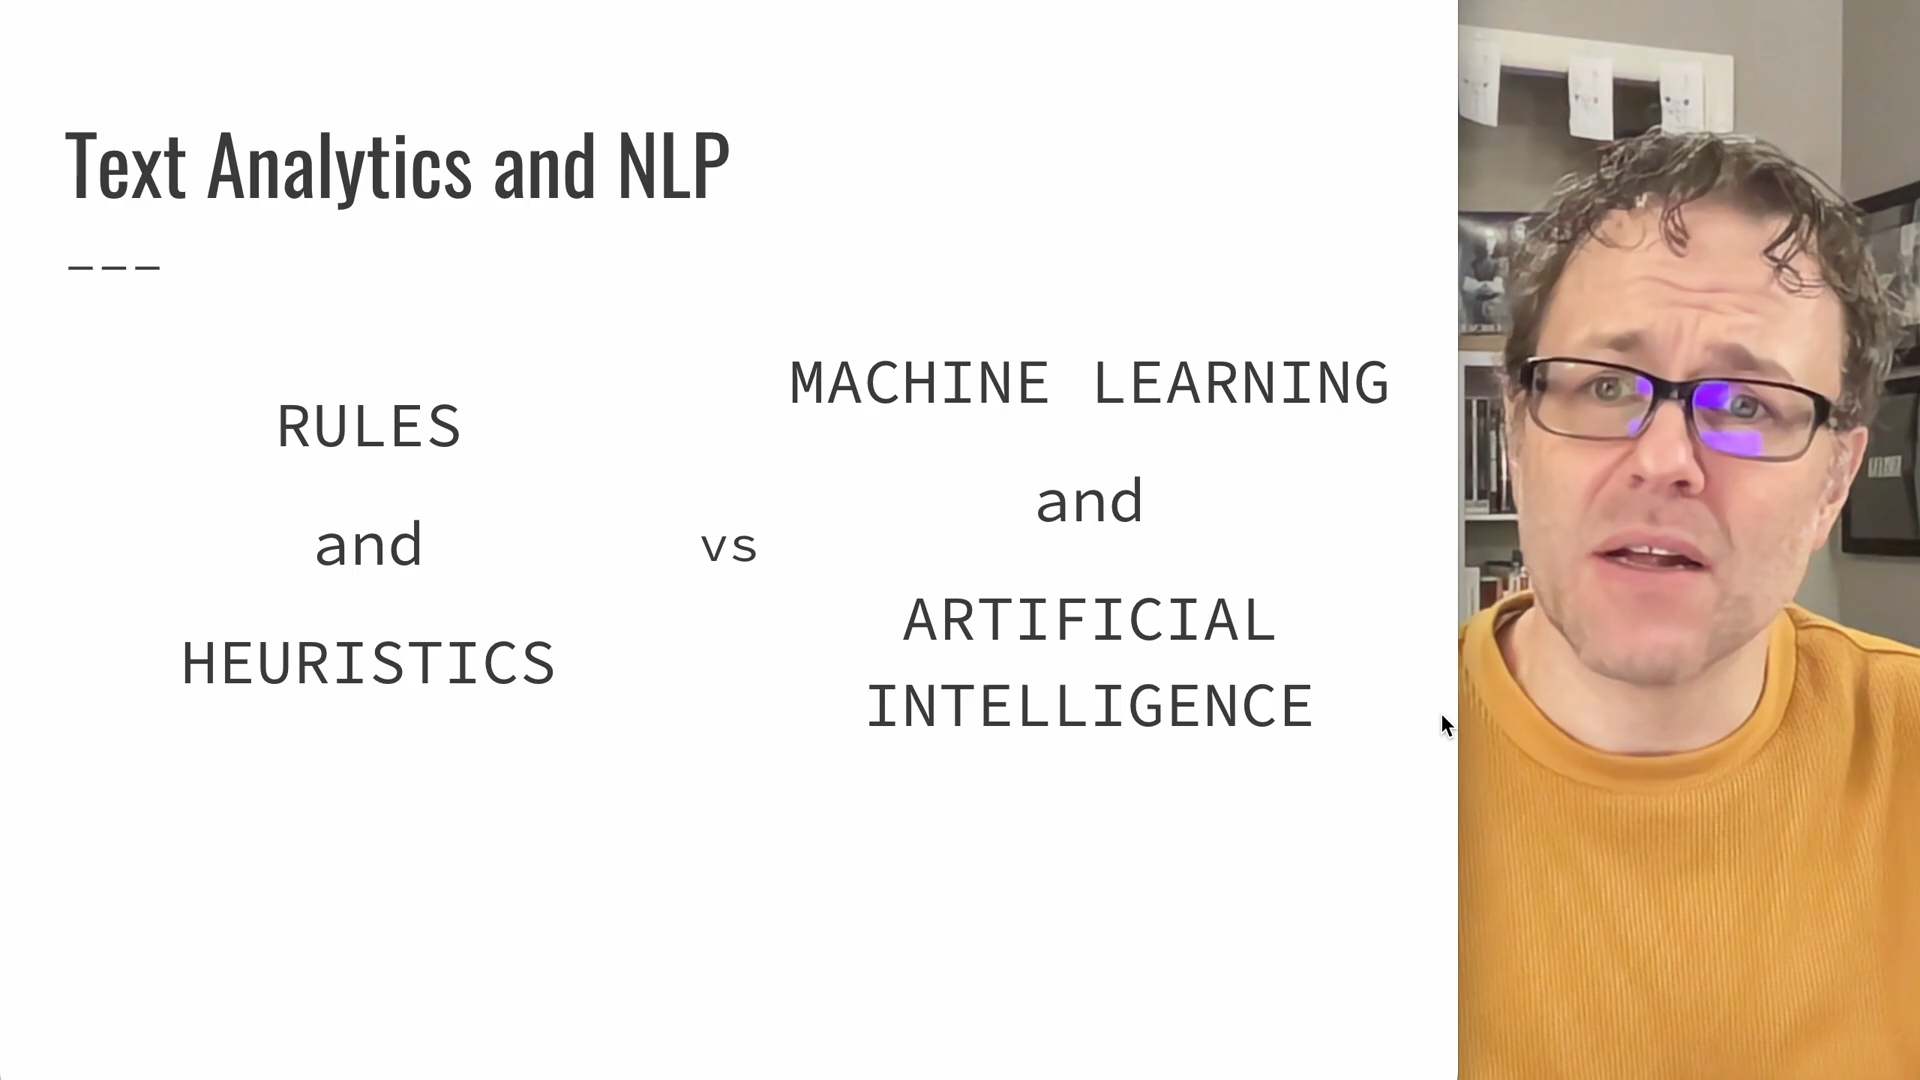 Text Analytics and NLP
---
RULES
and
HEURISTICS
vs
MACHINE LEARNING
and
ARTIFICIAL
INTELLIGENCE